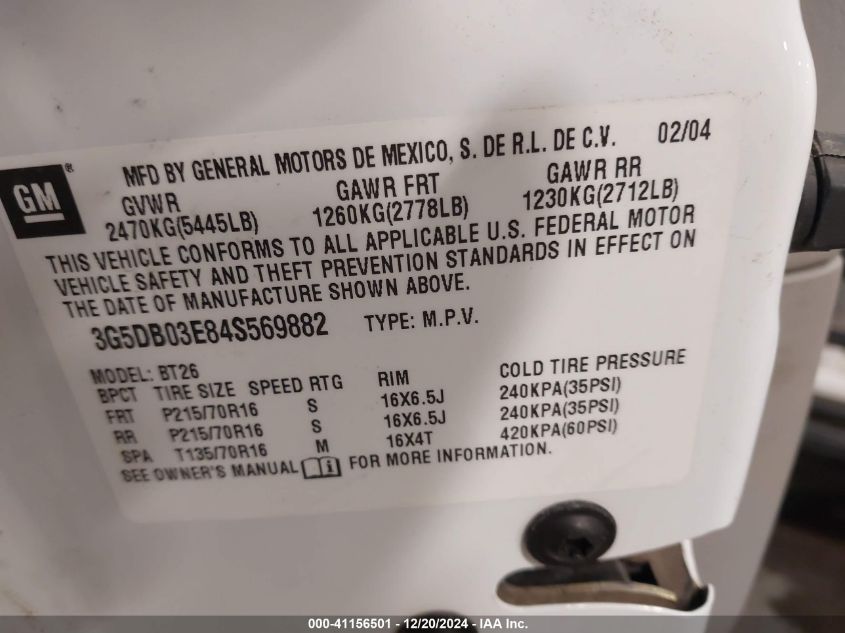 GM®
MFD BY GENERAL MOTORS DE MEXICO, S. DE R.L. DE C.V. 02/04
GVWR GAWR FRT GAWR RR
2470KG(5445LB) 1260KG(2778LB) 1230KG(2712LB)
THIS VEHICLE CONFORMS TO ALL APPLICABLE U.S. FEDERAL MOTOR
VEHICLE SAFETY AND THEFT PREVENTION STANDARDS IN EFFECT ON
THE DATE OF MANUFACTURE SHOWN ABOVE.
3G5DB03E84S569882 TYPE: M.P.V.
MODEL: BT26
BPCT TIRE SIZE SPEED RTG RIM COLD TIRE PRESSURE
FRT P215/70R16 S 16X6.5J 240KPA(35PSI)
RR P215/70R16 S 16X6.5J 240KPA(35PSI)
SPA T135/70R16 M 16X4T 420KPA(60PSI)
SEE OWNER'S MANUAL FOR MORE INFORMATION.
000-41156501 - 12/20/2024 - IAA Inc.